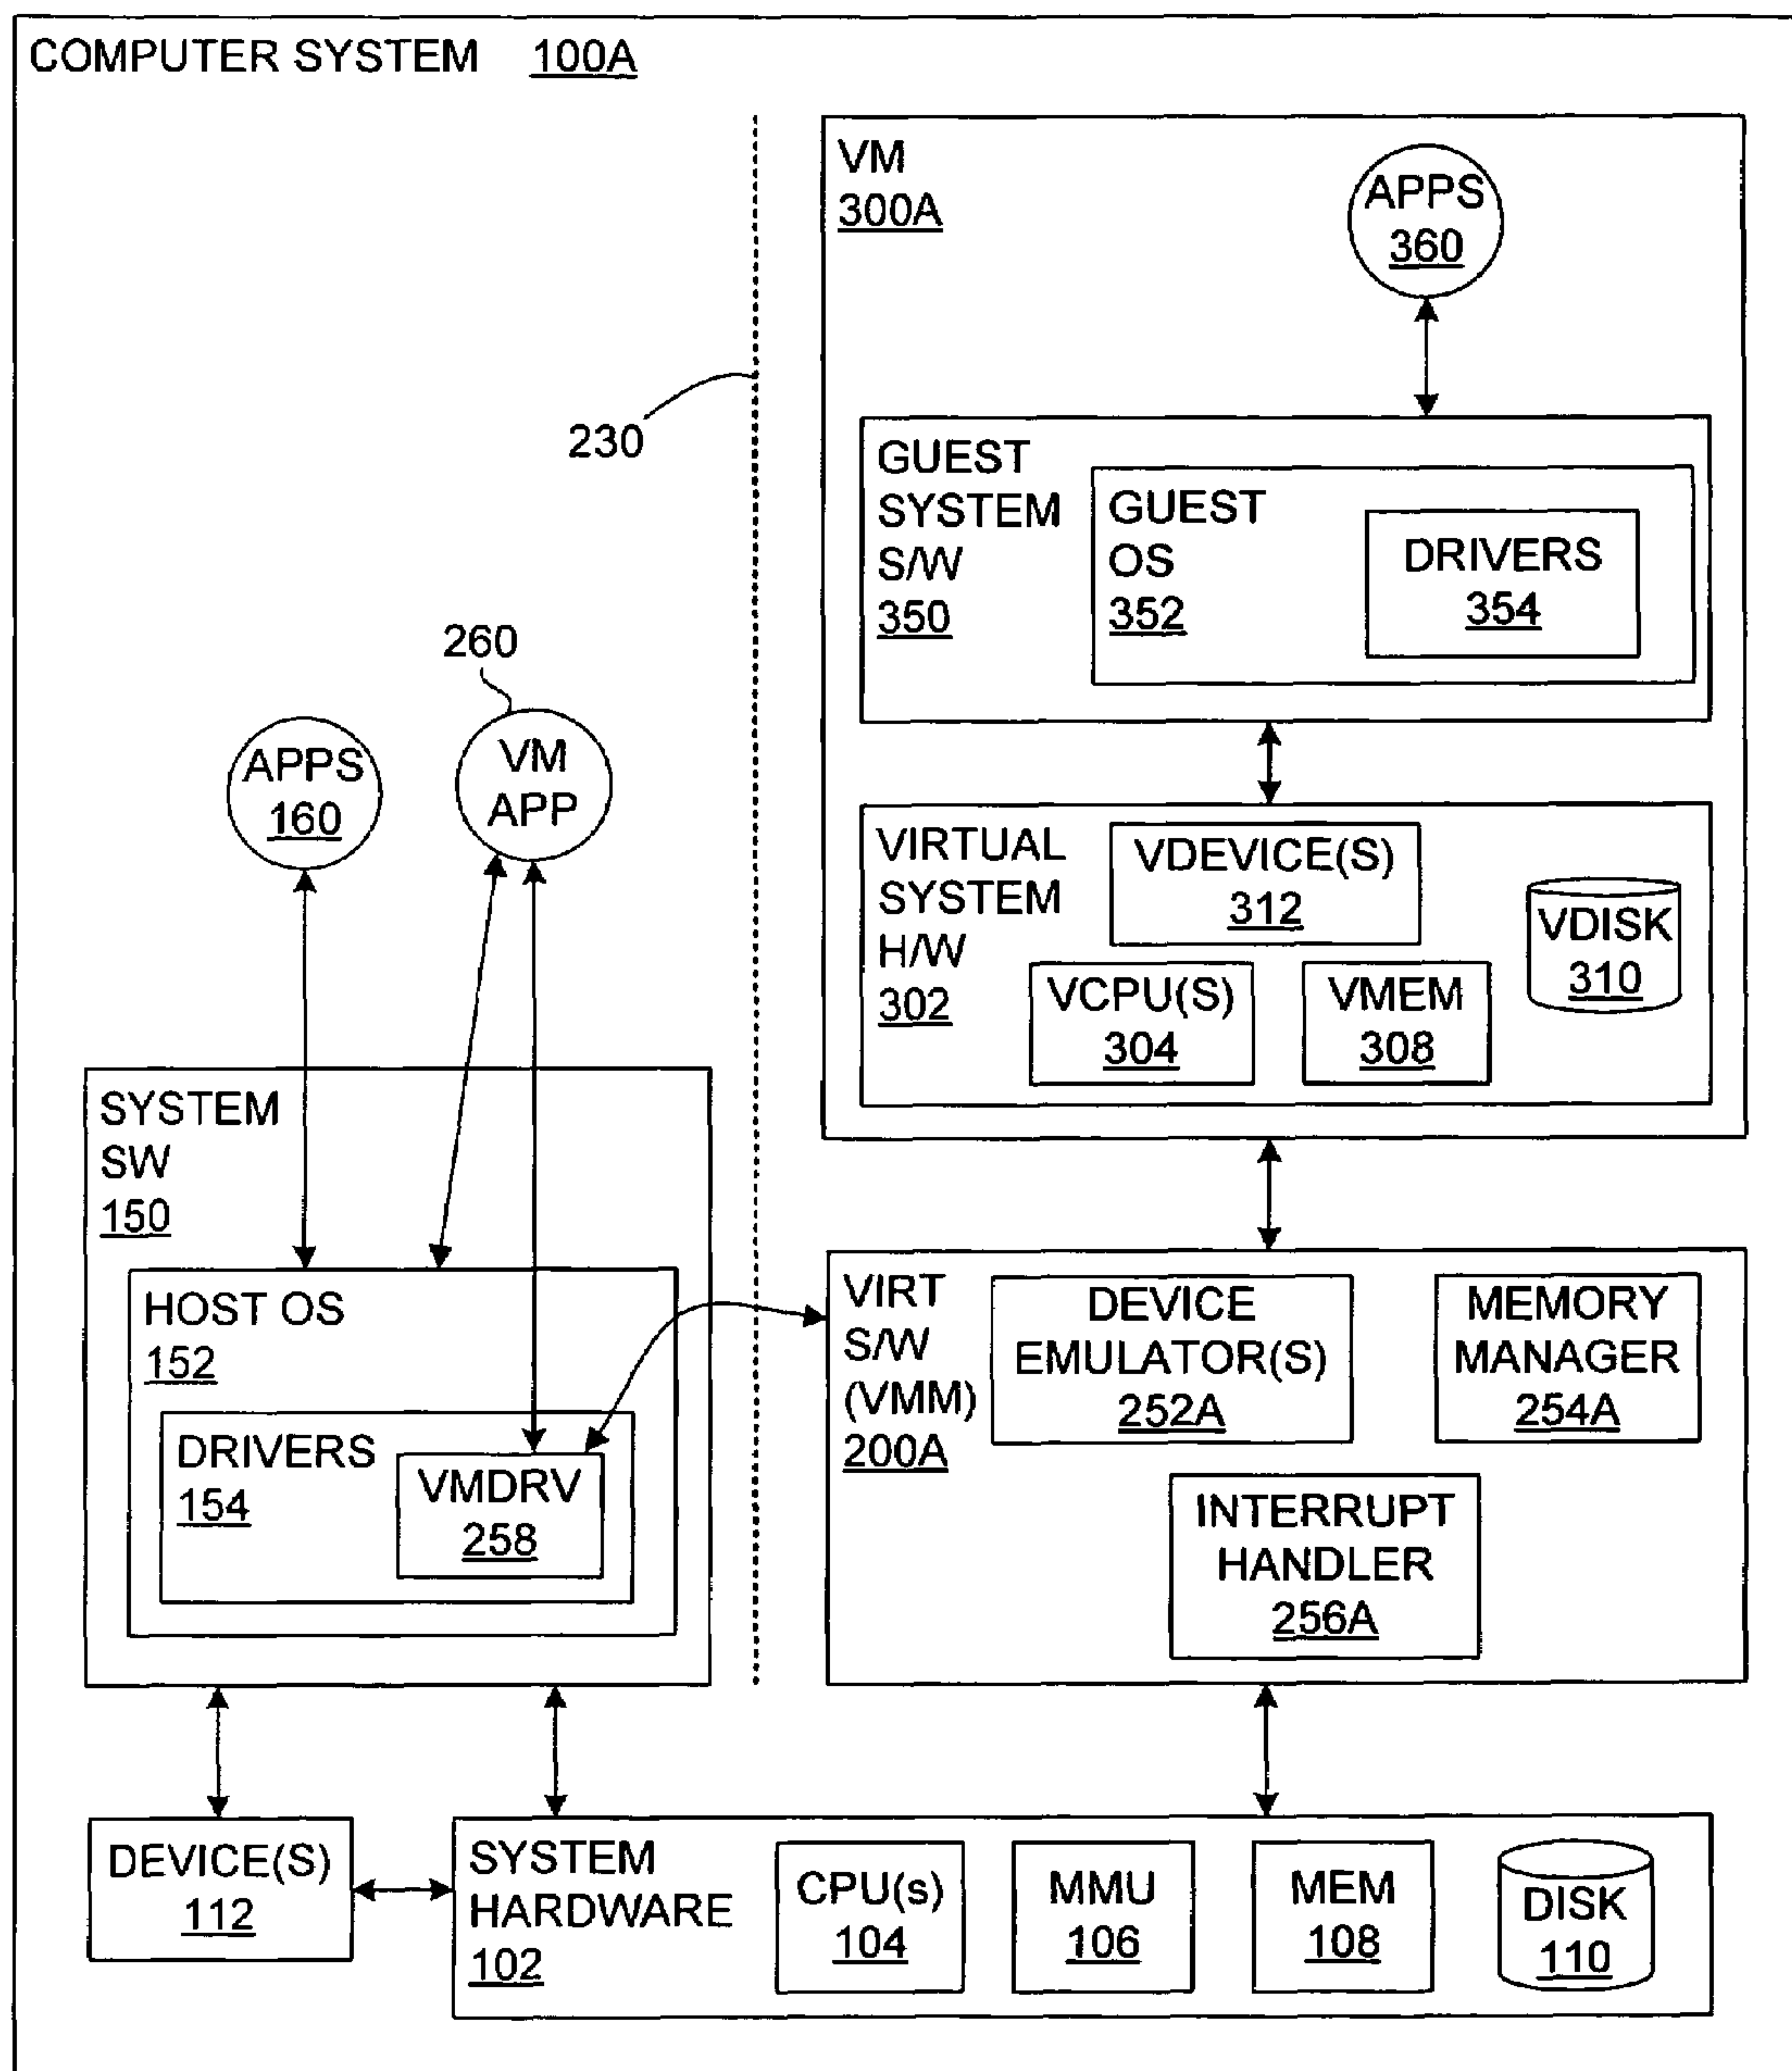 COMPUTER SYSTEM 100A
VM
300A
APPS
360
230
GUEST
SYSTEM
S/W
350
GUEST
OS
352
DRIVERS
354
260
APPS
160
VM
APP
VIRTUAL
SYSTEM
H/W
302
VDEVICE(S)
312
VDISK
310
VCPU(S)
304
VMEM
308
SYSTEM
SW
150
HOST OS
152
DRIVERS
154
VMDRV
258
VIRT
S/W
(VMM)
200A
DEVICE
EMULATOR(S)
252A
MEMORY
MANAGER
254A
INTERRUPT
HANDLER
256A
DEVICE(S)
112
SYSTEM
HARDWARE
102
CPU(s)
104
MMU
106
MEM
108
DISK
110